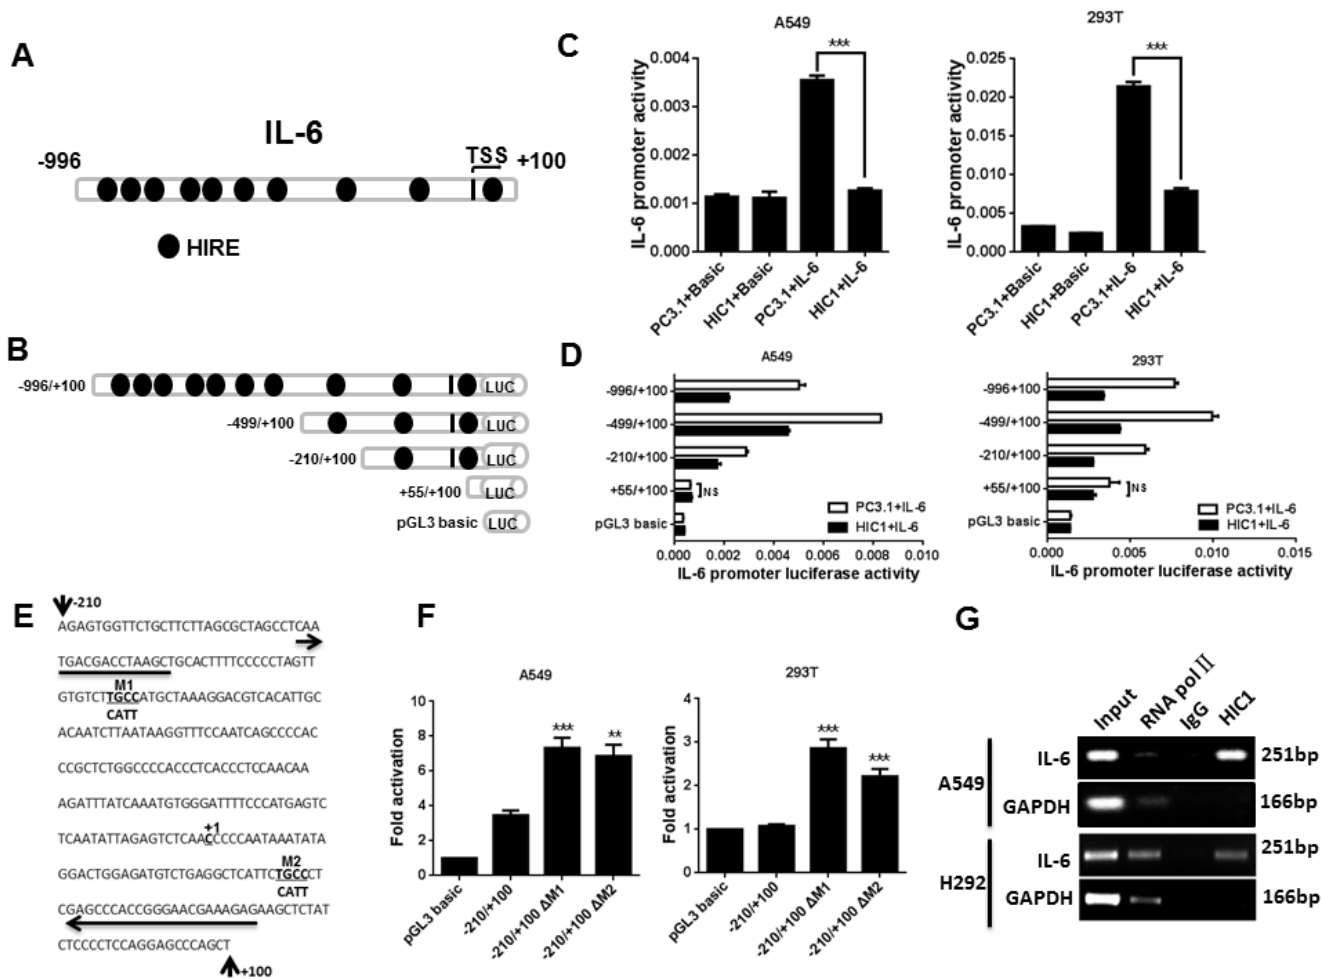 A
IL-6
-996
TSS
+100
HIRE
B
-996/+100
LUC
-499/+100
LUC
-210/+100
LUC
+55/+100
LUC
pGL3 basic
LUC
C
A549
IL-6 promoter activity
0.004
0.003
0.002
0.001
0.000
***
PC3.1+Basic
HIC1+Basic
PC3.1+IL-6
HIC1+IL-6
293T
IL-6 promoter activity
0.025
0.020
0.015
0.010
0.005
0.000
***
PC3.1+Basic
HIC1+Basic
PC3.1+IL-6
HIC1+IL-6
D
A549
-996/+100
-499/+100
-210/+100
+55/+100
pGL3 basic
NS
PC3.1+IL-6
HIC1+IL-6
0.000 0.002 0.004 0.006 0.008 0.010
IL-6 promoter luciferase activity
293T
-996+100
-499/+100
-210/+100
+55/+100
pGL3 basic
NS
PC3.1+IL-6
HIC1+IL-6
0.000 0.005 0.010 0.015
IL-6 promoter luciferase activity
E
-210
AGAGTGGTTCTGCTTCTTAGCGCTAGCCTCAA
TGACGACCTAAGCTGCACTTTTCCCCCTAGTT
M1
GTGTCTTGCCATGCTAAAGGACGTCACATTGC
CATT
ACAATCTTAATAAGGTTTCCAATCAGCCCCAC
CCGCTCTGGCCCCACCCTCACCCTCCAACAA
AGATTTATCAAATGTGGGATTTTCCCATGAGTC
+1
TCAATATTAGAGTCTCAACCCCCAATAAATATA
M2
GGACTGGAGATGTCTGAGGCTCATTCTGCCCT
CATT
CGAGCCCACCGGGAACGAAAGAGAAGCTCTAT
CTCCCCTCCAGGAGCCCAGCT
+100
F
A549
Fold activation
10
8
6
4
2
0
***
**
pGL3 basic
-210/+100
-210/+100 ΔM1
-210/+100 ΔM2
293T
Fold activation
4
3
2
1
0
***
***
pGL3 basic
-210/+100
-210/+100 ΔM1
-210/+100 ΔM2
G
Input
RNA pol II
IgG
HIC1
A549
IL-6
251bp
GAPDH
166bp
H292
IL-6
251bp
GAPDH
166bp